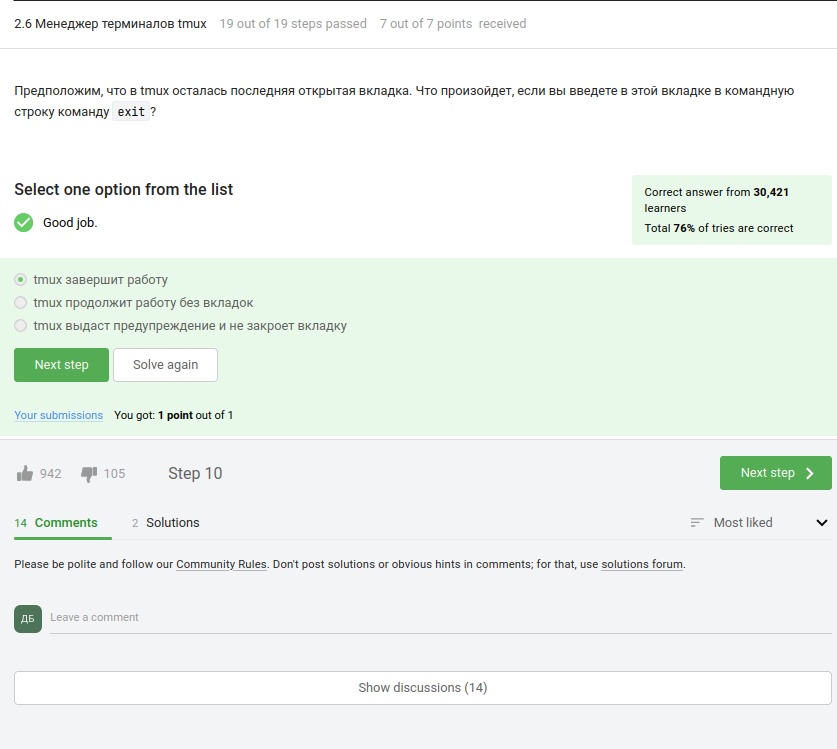 2.6 Менеджер терминалов tmux 19 out of 19 steps passed 7 out of 7 points received
Предположим, что в tmux осталась последняя открытая вкладка. Что произойдет, если вы введете в этой вкладке в командную
строку команду exit?
Select one option from the list
Good job.
Correct answer from 30,421
learners
Total 76% of tries are correct
tmux завершит работу
tmux продолжит работу без вкладок
tmux выдаст предупреждение и не закроет вкладку
Next step Solve again
Your submissions You got: 1 point out of 1
942 105 Step 10 Next step
14 Comments 2 Solutions Most liked
Please be polite and follow our Community Rules. Don't post solutions or obvious hints in comments; for that, use solutions forum.
ДБ Leave a comment
Show discussions (14)